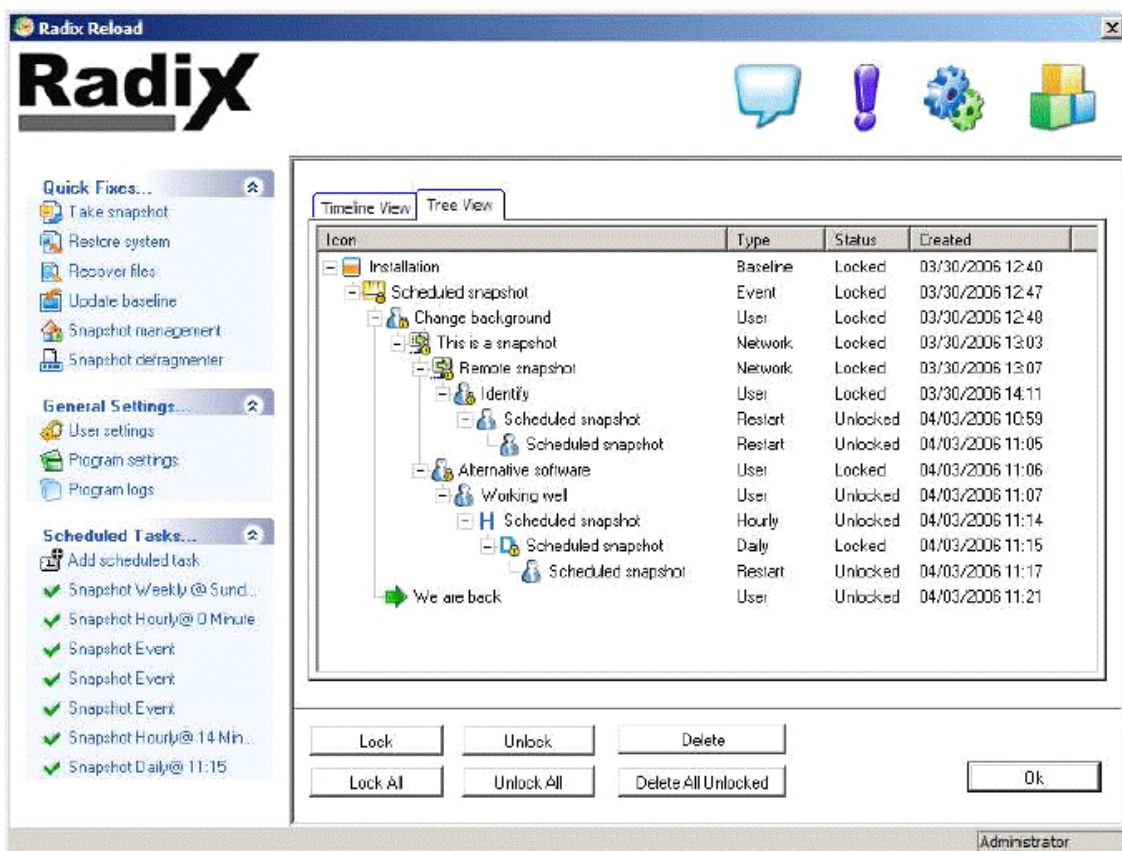 Radix Reload
Radix
Quick Fixes...
Take snapshot
Restore system
Recover files
Update baseline
Snapshot management
Snapshot defragmenter
General Settings...
User settings
Program settings
Program logs
Scheduled Tasks...
Add scheduled task
Snapshot Weekly @ Sund...
Snapshot Hourly@ 0 Minute
Snapshot Event
Snapshot Event
Snapshot Event
Snapshot Hourly@ 14 Min...
Snapshot Daily@ 11:15
Timeline View Tree View
Icon Type Status Created
Installation Baseline Locked 03/30/2006 12:40
Scheduled snapshot Event Locked 03/30/2006 12:47
Change background User Locked 03/30/2006 12:48
This is a snapshot Network Locked 03/30/2006 13:03
Remote snapshot Network Locked 03/30/2006 13:07
Identify User Locked 03/30/2006 14:11
Scheduled snapshot Restart Unlocked 04/03/2006 10:59
Scheduled snapshot Restart Unlocked 04/03/2006 11:05
Alternative software User Locked 04/03/2006 11:06
Working well User Unlocked 04/03/2006 11:07
H Scheduled snapshot Hourly Unlocked 04/03/2006 11:14
Scheduled snapshot Daily Locked 04/03/2006 11:15
Scheduled snapshot Restart Unlocked 04/03/2006 11:17
We are back User Unlocked 04/03/2006 11:21
Lock Unlock Delete
Lock All Unlock All Delete All Unlocked Ok
Administrator